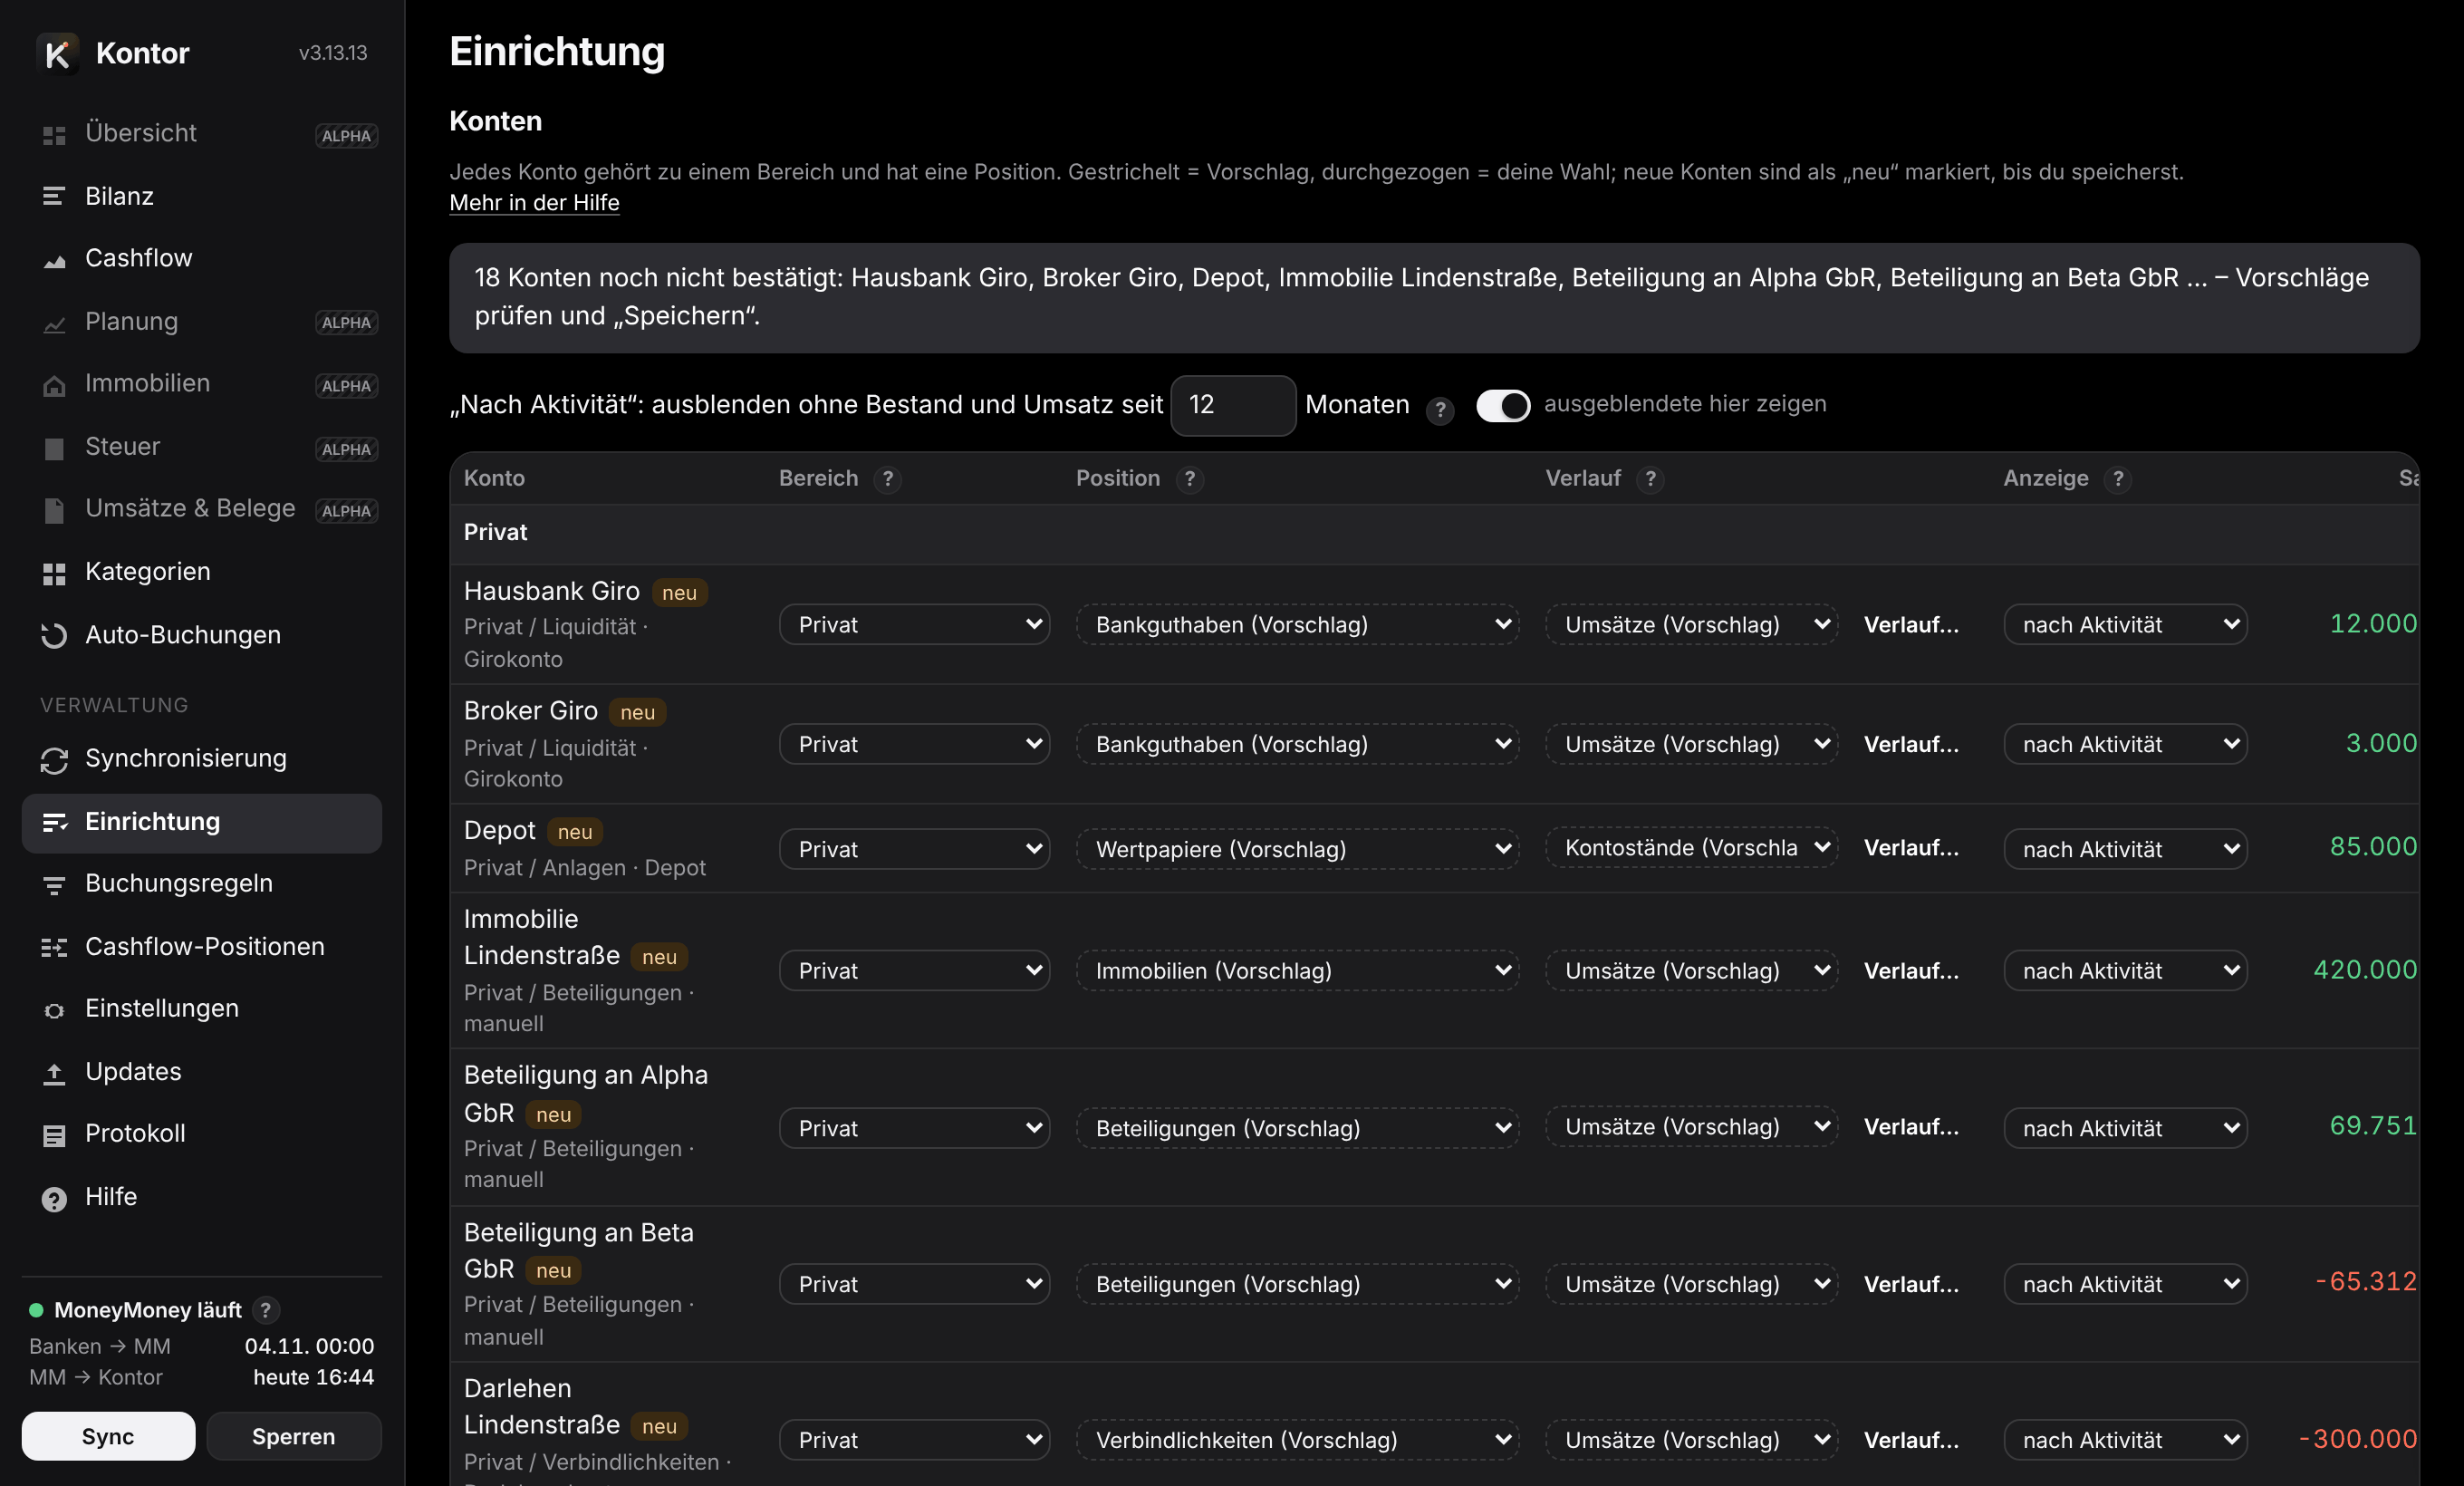 Kontor v3.13.13
Übersicht ALPHA
Bilanz
Cashflow
Planung ALPHA
Immobilien ALPHA
Steuer ALPHA
Umsätze & Belege ALPHA
Kategorien
Auto-Buchungen
VERWALTUNG
Synchronisierung
Einrichtung
Buchungsregeln
Cashflow-Positionen
Einstellungen
Updates
Protokoll
Hilfe
MoneyMoney läuft ?
Banken → MM 04.11. 00:00
MM → Kontor heute 16:44
Sync Sperren
Einrichtung
Konten
Jedes Konto gehört zu einem Bereich und hat eine Position. Gestrichelt = Vorschlag, durchgezogen = deine Wahl; neue Konten sind als „neu“ markiert, bis du speicherst.
Mehr in der Hilfe
18 Konten noch nicht bestätigt: Hausbank Giro, Broker Giro, Depot, Immobilie Lindenstraße, Beteiligung an Alpha GbR, Beteiligung an Beta GbR ... – Vorschläge
prüfen und „Speichern“.
„Nach Aktivität“: ausblenden ohne Bestand und Umsatz seit 12 Monaten ? ausgeblendete hier zeigen
Konto Bereich ? Position ? Verlauf ? Anzeige ? Sa
Privat
Hausbank Giro neu
Privat / Liquidität ·
Girokonto
Privat Bankguthaben (Vorschlag) Umsätze (Vorschlag) Verlauf... nach Aktivität 12.000
Broker Giro neu
Privat / Liquidität ·
Girokonto
Privat Bankguthaben (Vorschlag) Umsätze (Vorschlag) Verlauf... nach Aktivität 3.000
Depot neu
Privat / Anlagen · Depot
Privat Wertpapiere (Vorschlag) Kontostände (Vorschla Verlauf... nach Aktivität 85.000
Immobilie
Lindenstraße neu
Privat / Beteiligungen ·
manuell
Privat Immobilien (Vorschlag) Umsätze (Vorschlag) Verlauf... nach Aktivität 420.000
Beteiligung an Alpha
GbR neu
Privat / Beteiligungen ·
manuell
Privat Beteiligungen (Vorschlag) Umsätze (Vorschlag) Verlauf... nach Aktivität 69.751
Beteiligung an Beta
GbR neu
Privat / Beteiligungen ·
manuell
Privat Beteiligungen (Vorschlag) Umsätze (Vorschlag) Verlauf... nach Aktivität -65.312
Darlehen
Lindenstraße neu
Privat / Verbindlichkeiten ·
Privat Verbindlichkeiten (Vorschlag) Umsätze (Vorschlag) Verlauf... nach Aktivität -300.000